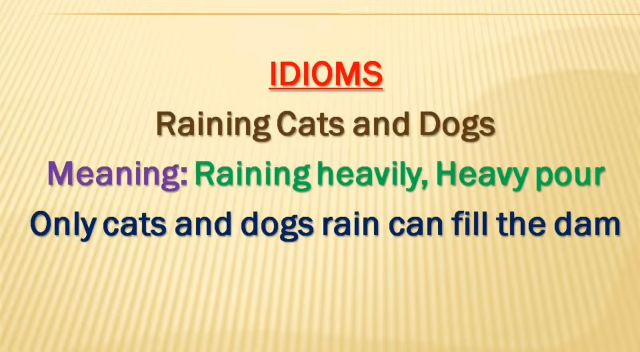 IDIOMS
Raining Cats and Dogs
Meaning: Raining heavily, Heavy pour
Only cats and dogs rain can fill the dam